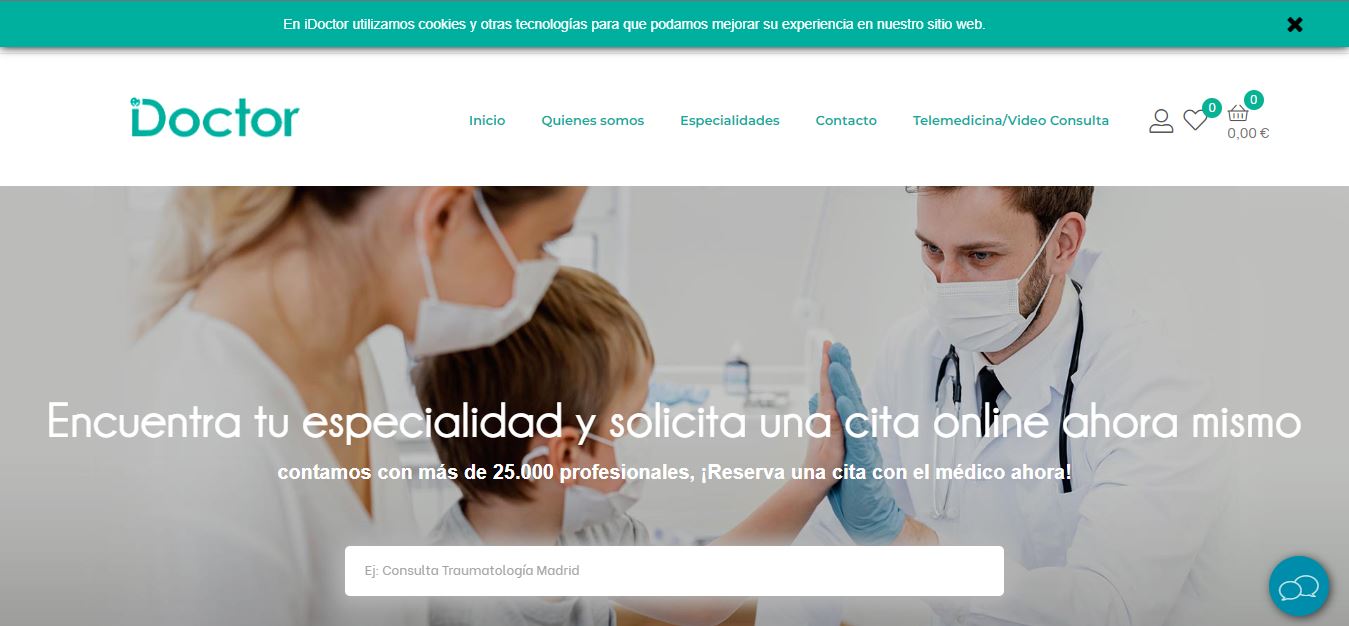 En iDoctor utilizamos cookies y otras tecnologías para que podamos mejorar su experiencia en nuestro sitio web.
iDoctor
Inicio Quienes somos Especialidades Contacto Telemedicina/Video Consulta
0
0
0,00 €
Encuentra tu especialidad y solicita una cita online ahora mismo
contamos con más de 25.000 profesionales, ¡Reserva una cita con el médico ahora!
Ej: Consulta Traumatología Madrid